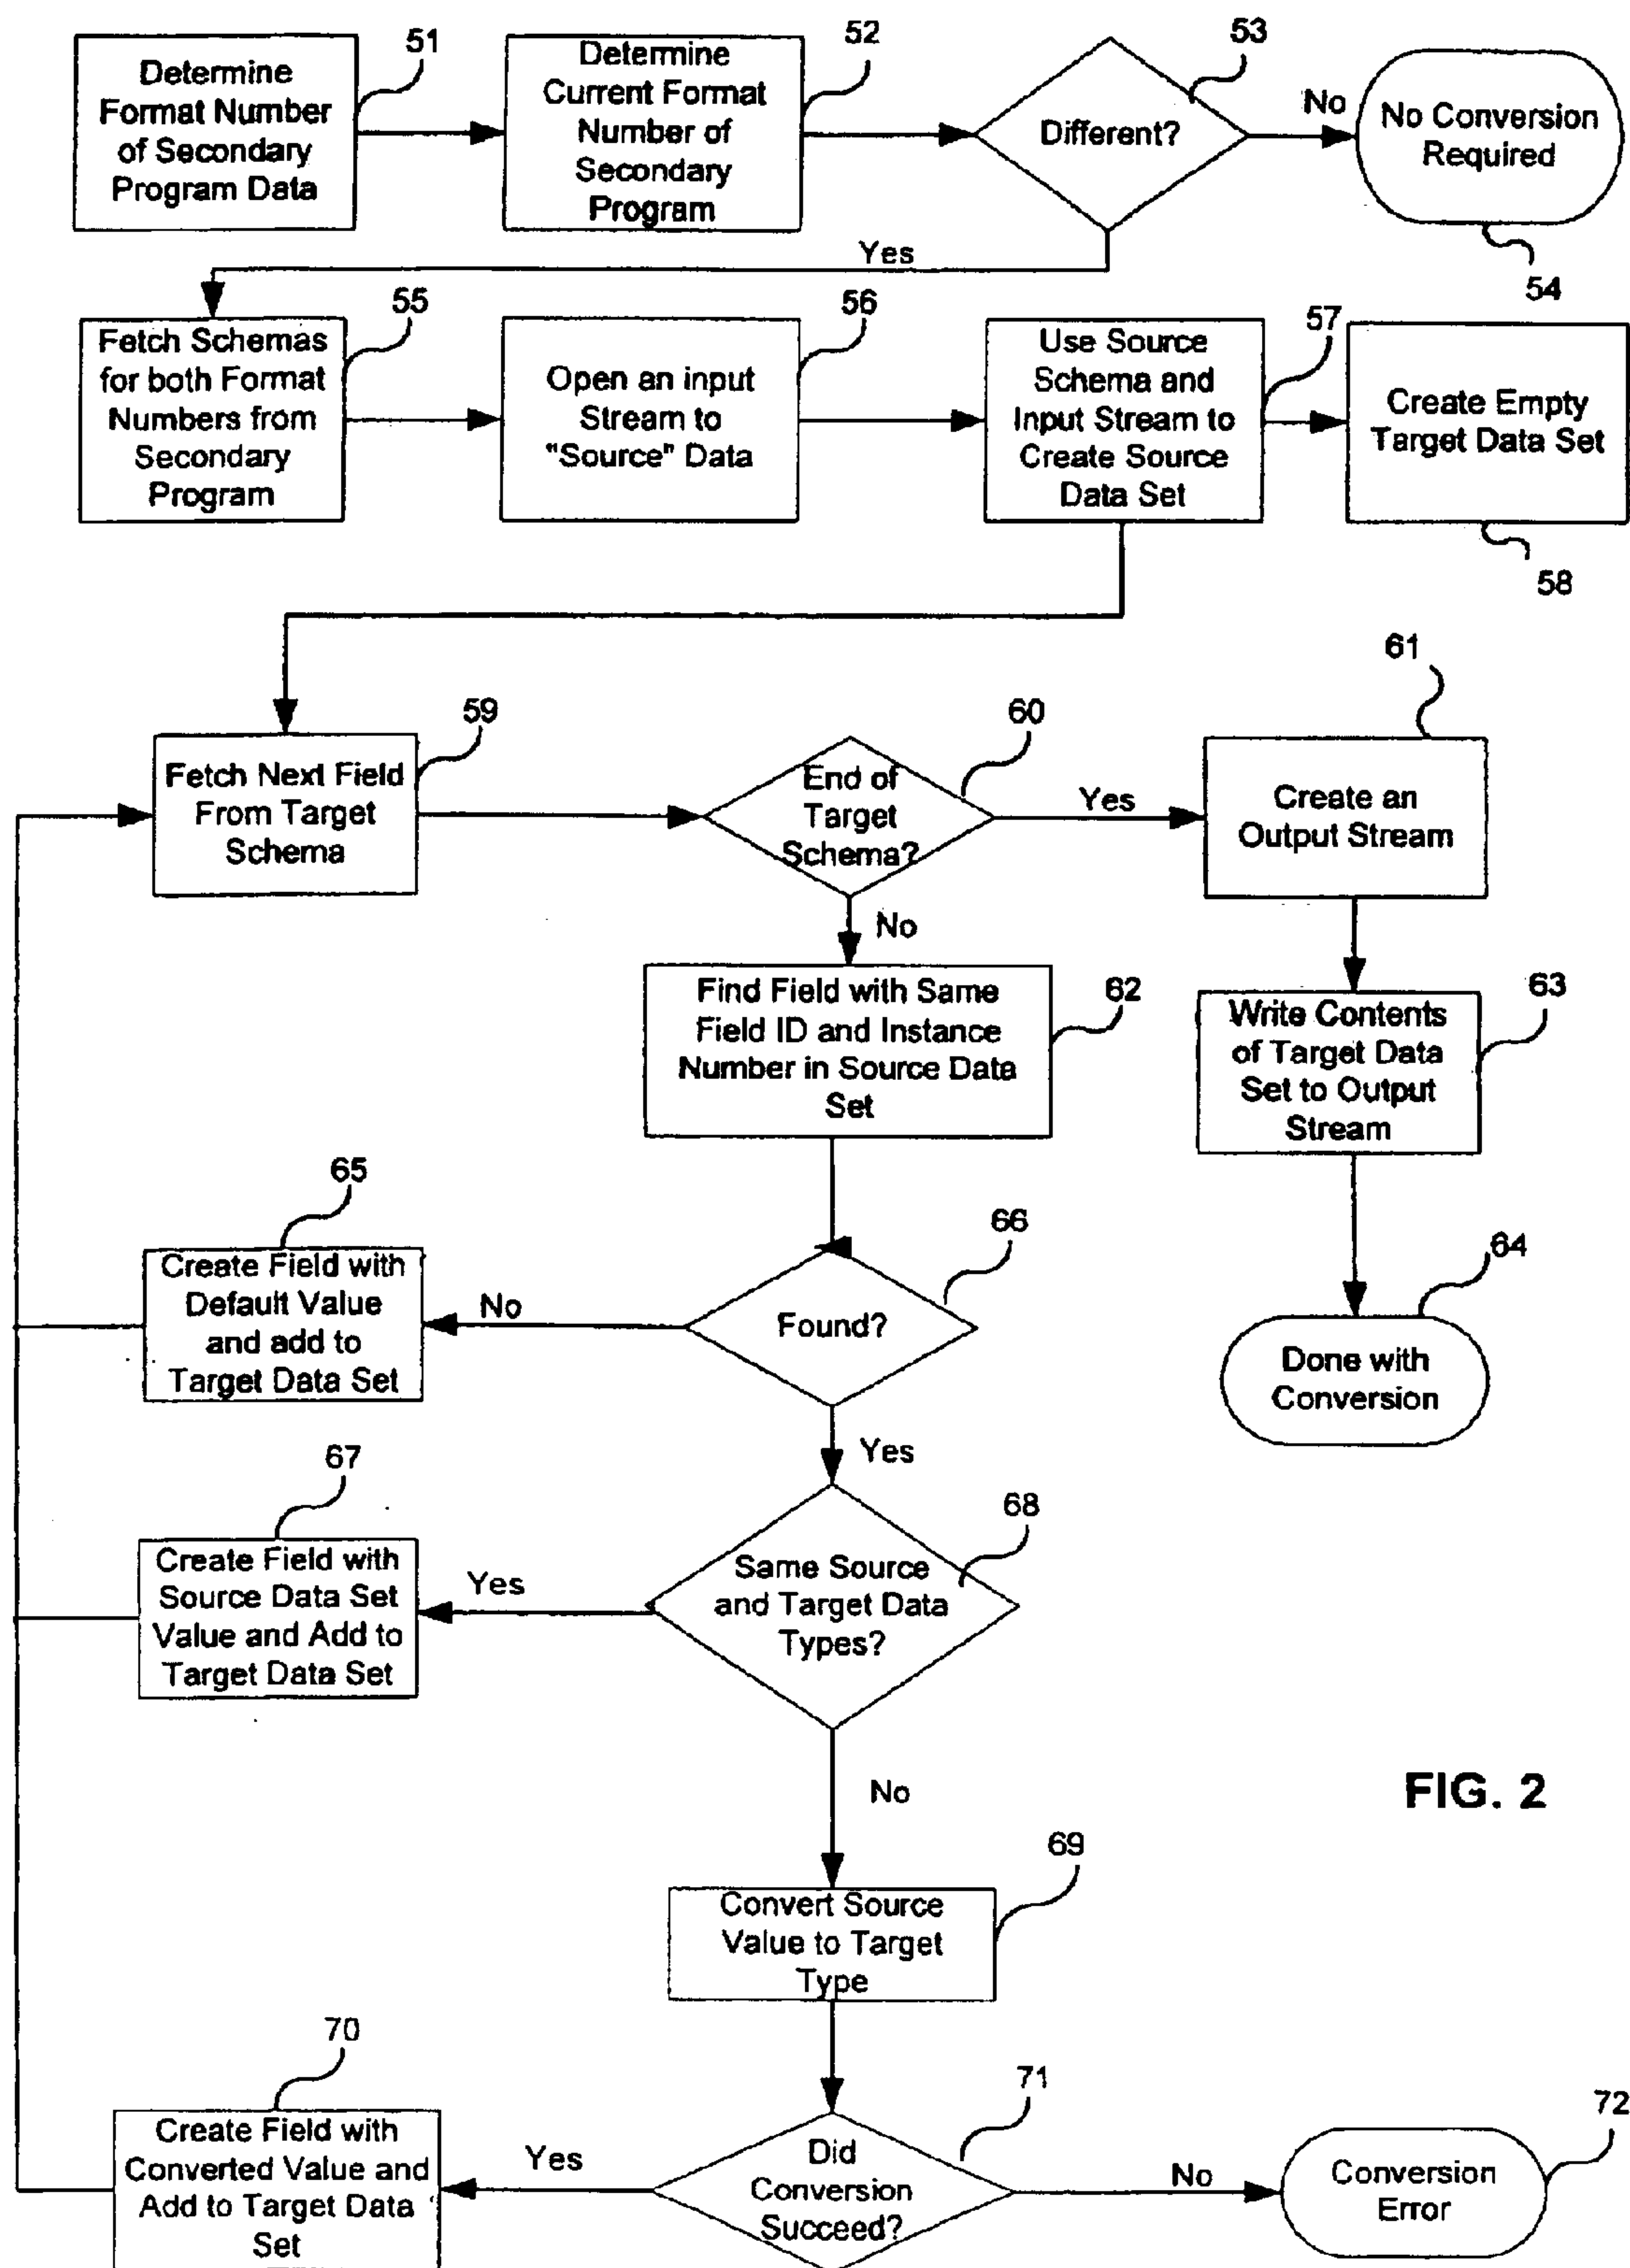 51
Determine
Format Number
of Secondary
Program Data
52
Determine
Current Format
Number of
Secondary
Program
53
Different?
No
No Conversion
Required
54
Yes
55
Fetch Schemas
for both Format
Numbers from
Secondary
Program
56
Open an input
Stream to
"Source" Data
57
Use Source
Schema and
Input Stream to
Create Source
Data Set
Create Empty
Target Data Set
58
59
Fetch Next Field
From Target
Schema
60
End of
Target
Schema?
Yes
61
Create an
Output Stream
No
62
Find Field with Same
Field ID and Instance
Number in Source Data
Set
63
Write Contents
of Target Data
Set to Output
Stream
64
Done with
Conversion
65
Create Field with
Default Value
and add to
Target Data Set
No
66
Found?
Yes
67
Create Field with
Source Data Set
Value and Add to
Target Data Set
Yes
68
Same Source
and Target Data
Types?
No
FIG. 2
69
Convert Source
Value to Target
Type
70
Create Field with
Converted Value and
Add to Target Data
Set
Yes
71
Did
Conversion
Succeed?
No
72
Conversion
Error